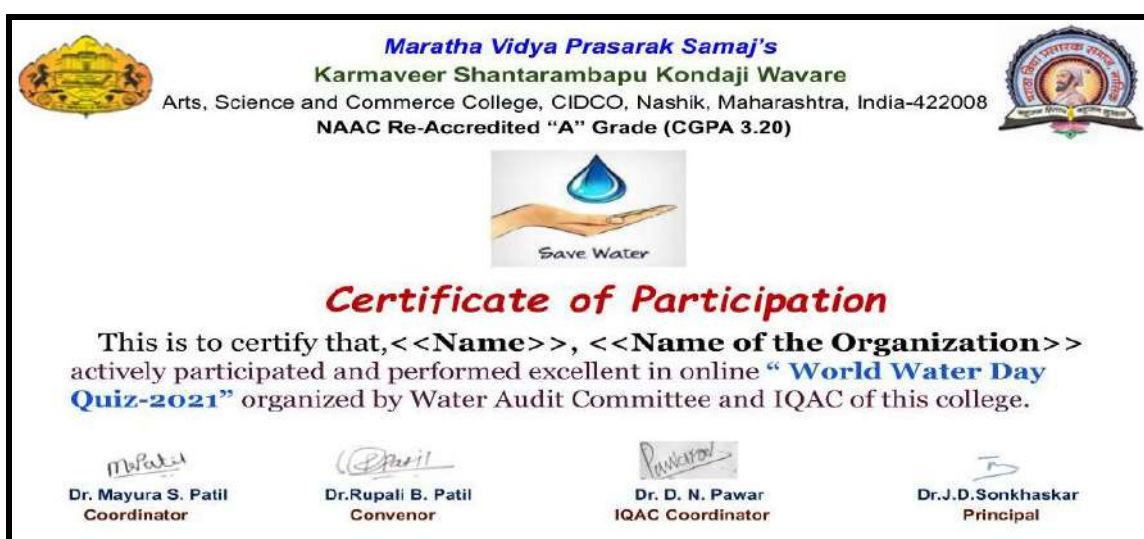 Maratha Vidya Prasarak Samaj's
Karmaveer Shantarambapu Kondaji Wavare
Arts, Science and Commerce College, CIDCO, Nashik, Maharashtra, India-422008
NAAC Re-Accredited “A” Grade (CGPA 3.20)
Save Water
Certificate of Participation
This is to certify that,<<Name>>, <<Name of the Organization>>
actively participated and performed excellent in online “ World Water Day
Quiz-2021” organized by Water Audit Committee and IQAC of this college.
Dr. Mayura S. Patil Dr.Rupali B. Patil Dr. D. N. Pawar Dr.J.D.Sonkhaskar
Coordinator Convenor IQAC Coordinator Principal